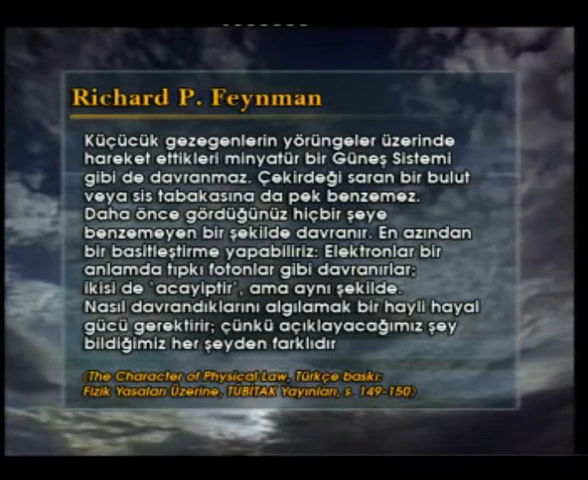 Richard P. Feynman
Küçücük gezegenlerin yörüngeler üzerinde
hareket ettikleri minyatür bir Güneş Sistemi
gibi de davranmaz. Çekirdeği saran bir bulut
veya sis tabakasına da pek benzemez.
Daha önce gördüğünüz hiçbir şeye
benzemeyen bir şekilde davranır. En azından
bir basitleştirme yapabiliriz: Elektronlar bir
anlamda tıpkı fotonlar gibi davranırlar;
ikisi de "acayiptir", ama aynı şekilde.
Nasıl davrandıklarını algılamak bir hayli hayal
gücü gerektirir; çünkü açıklayacağımız şey
bildiğimiz her şeyden farklıdır
(The Character of Physical Law, Türkçe baskı:
Fizik Yasaları Üzerine, TÜBİTAK Yayınları, s. 149-150)